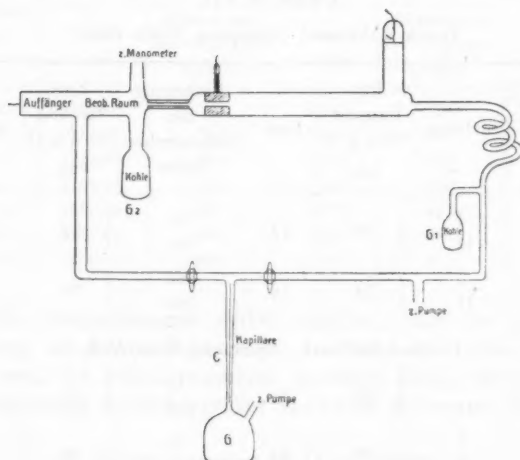 z. Manometer
Auffänger Beob. Raum
Kohle
G2
Kohle
G1
z. Pumpe
Kapillare
C
z. Pumpe
G